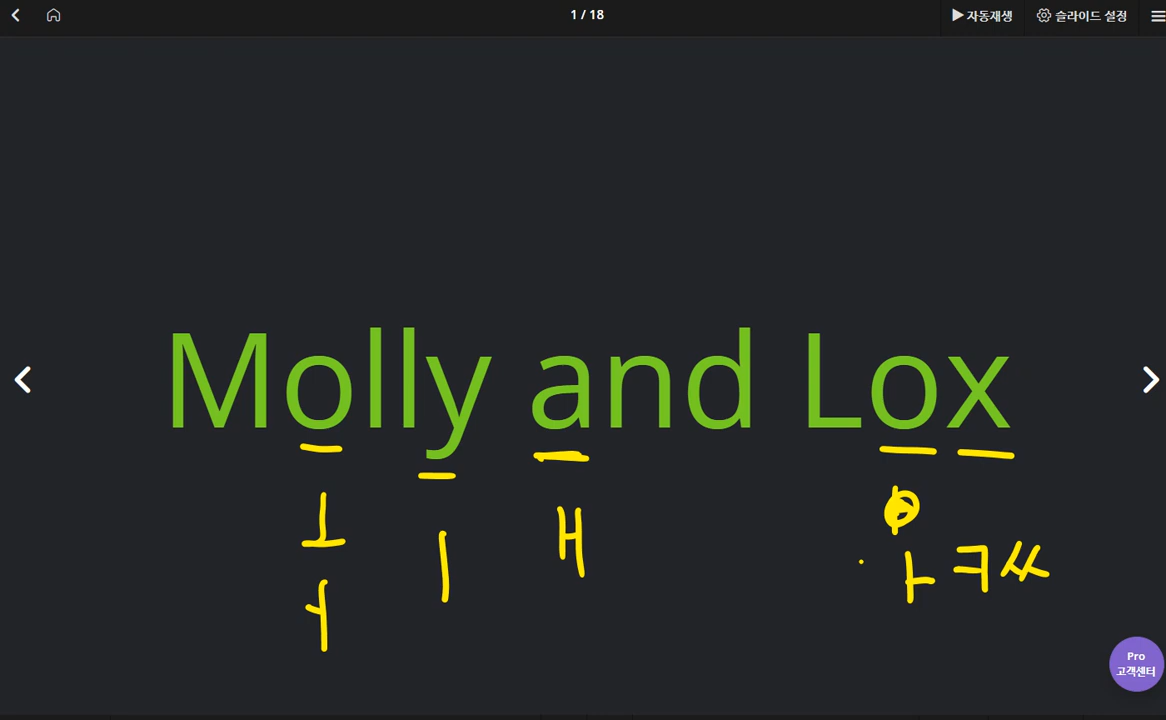 1 / 18
▶ 자동재생
슬라이드 설정
Molly and Lox
ㅗ ㅣ ㅐ
ㅓ ㅏ ㅋㅆ
Pro
고객센터